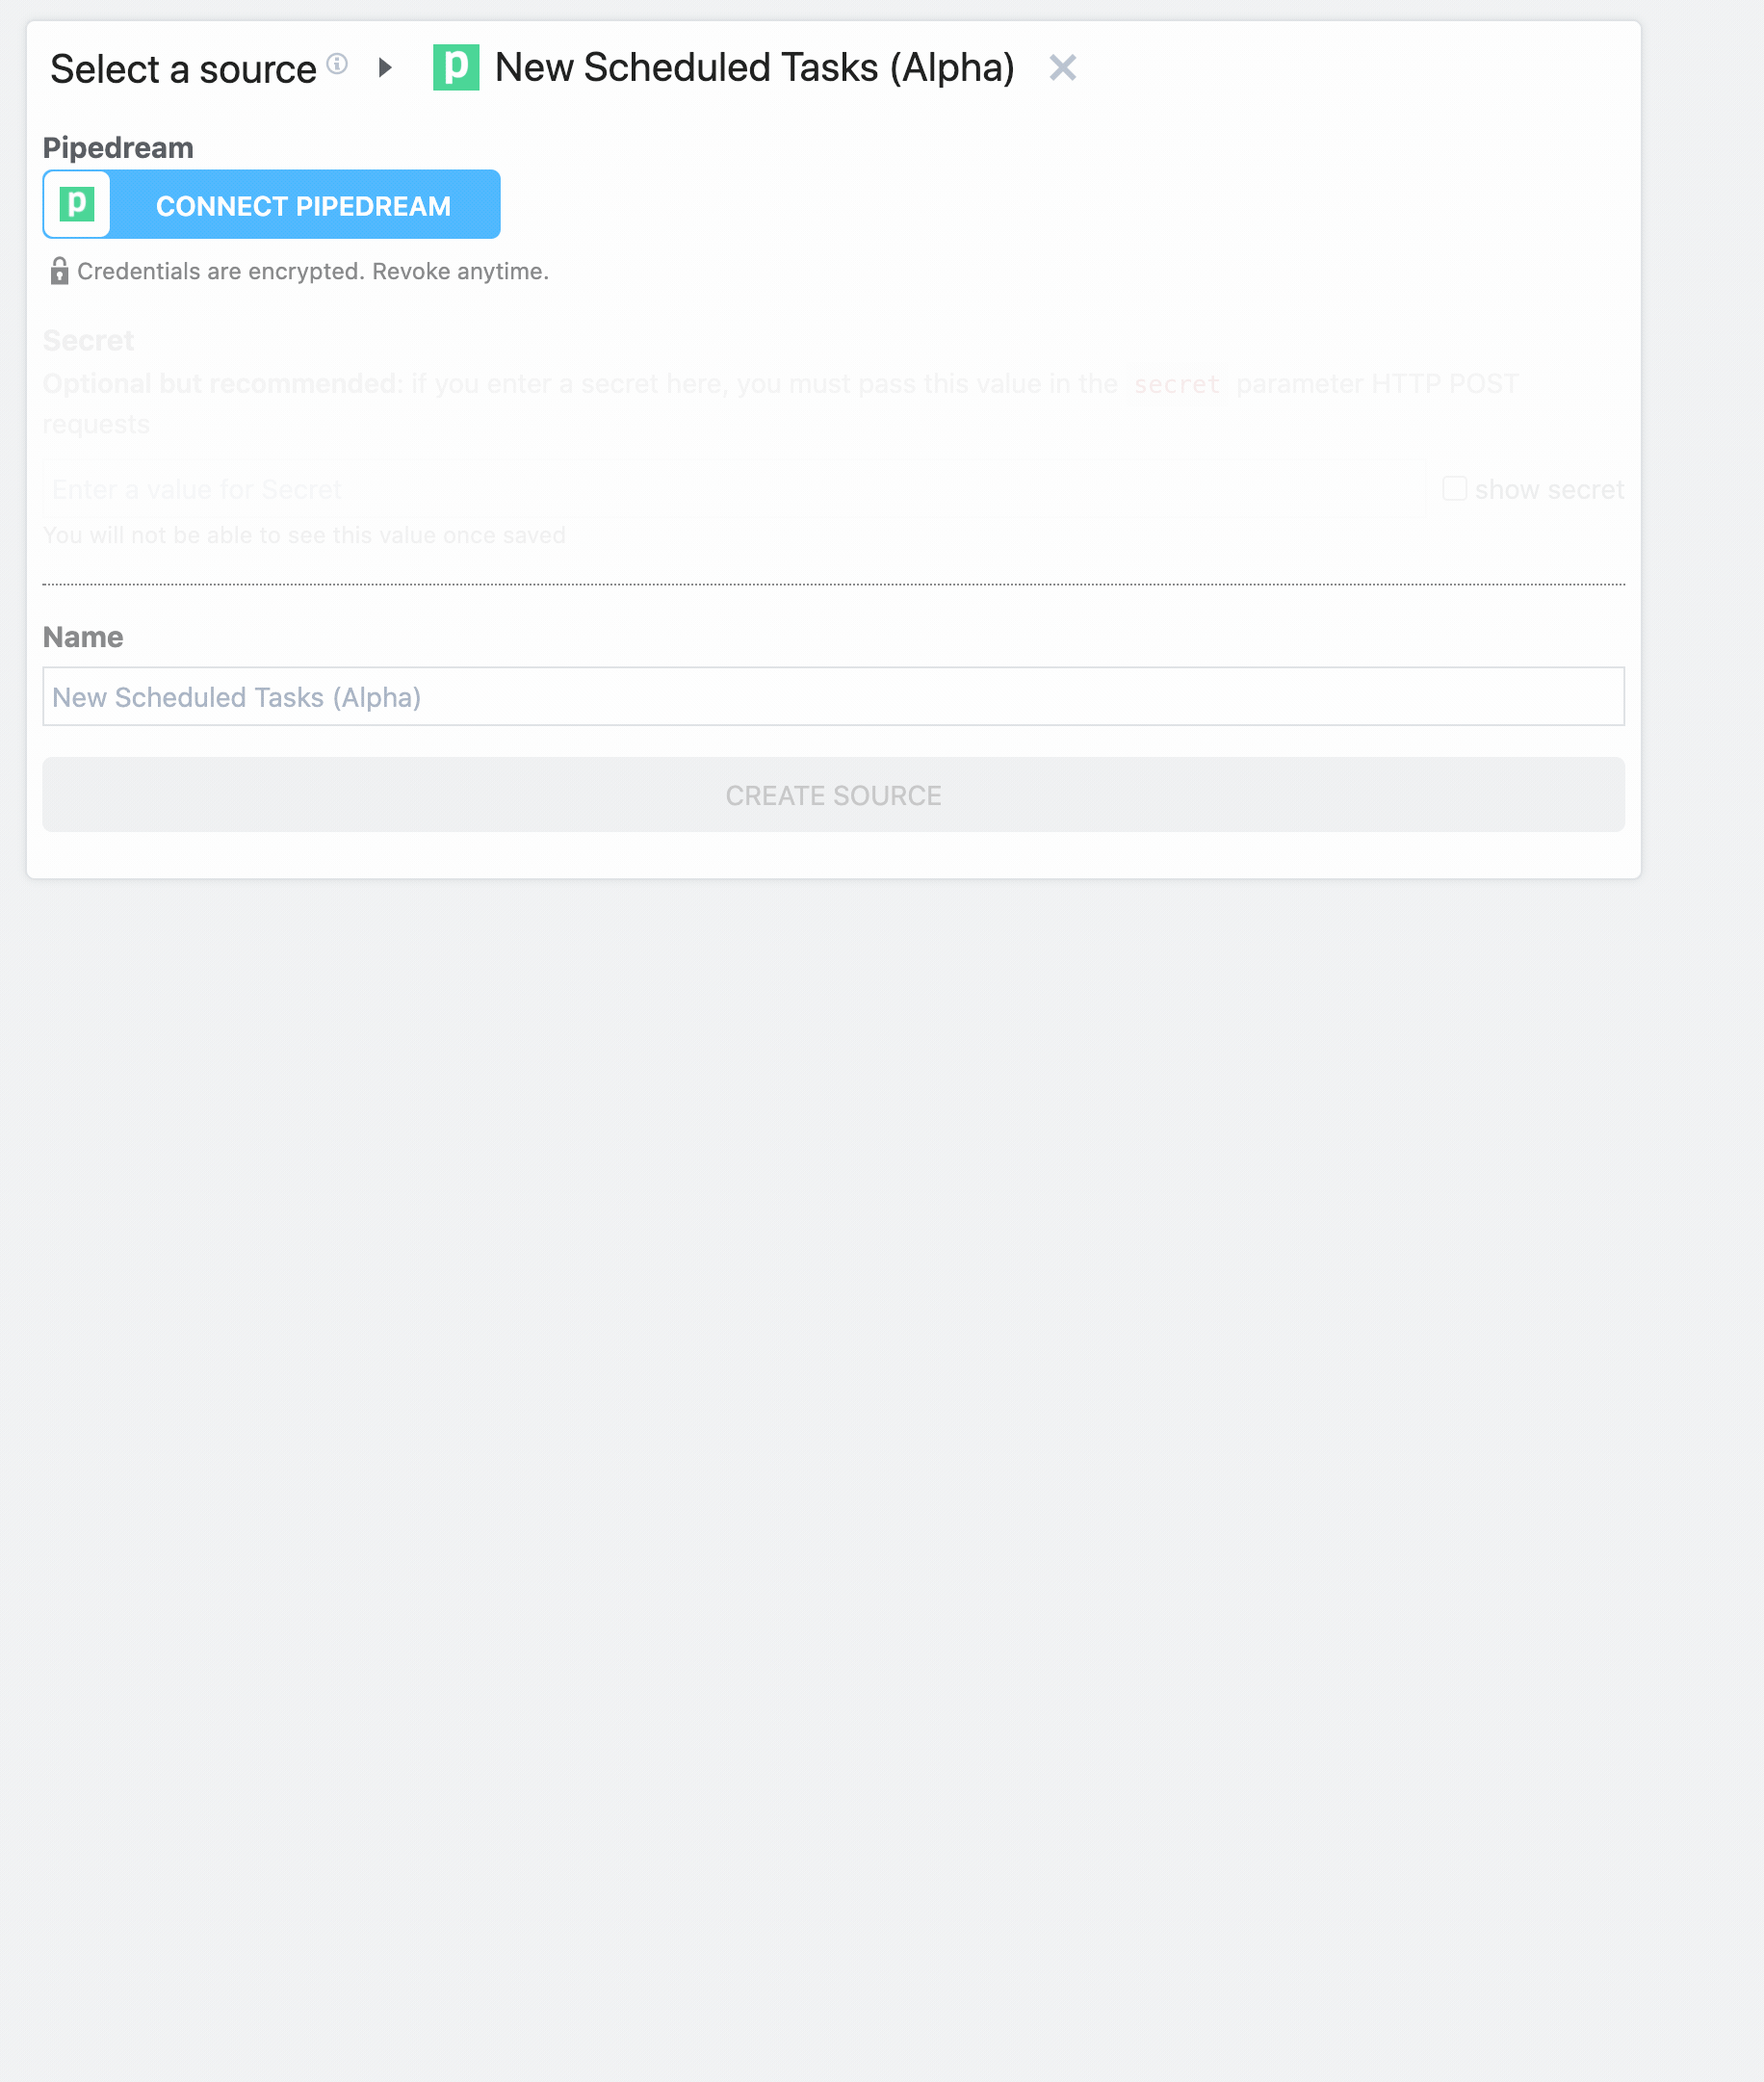 Select a source
p New Scheduled Tasks (Alpha)
Pipedream
p CONNECT PIPEDREAM
Credentials are encrypted. Revoke anytime.
Secret
Optional but recommended: if you enter a secret here, you must pass this value in the secret parameter HTTP POST
requests
Enter a value for Secret
show secret
You will not be able to see this value once saved
Name
New Scheduled Tasks (Alpha)
CREATE SOURCE